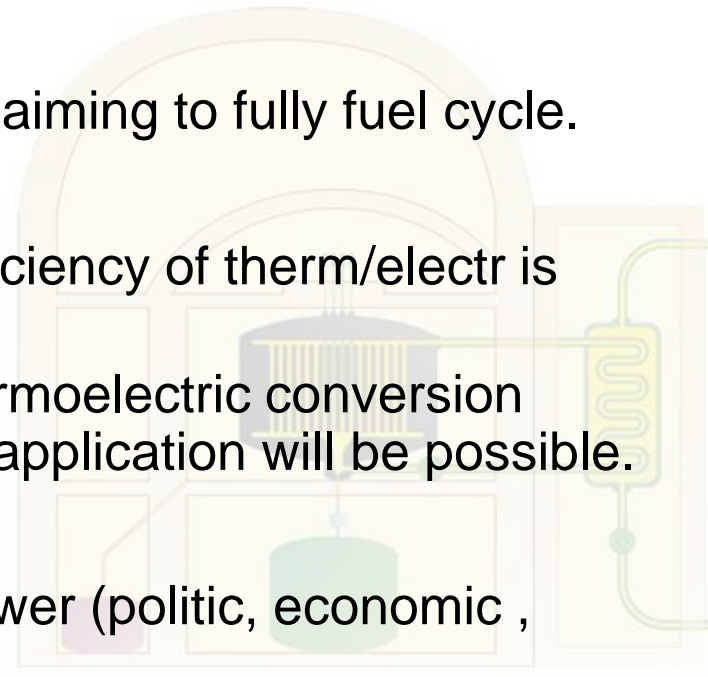 aiming to fully fuel cycle.
ciency of therm/electr is
rmoelectric conversion
application will be possible.
wer (politic, economic ,